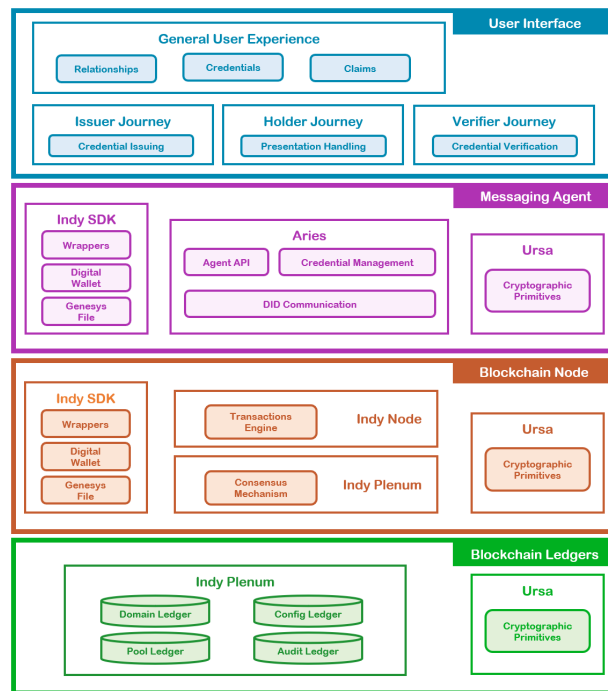 User Interface
General User Experience
Relationships
Credentials
Claims
Issuer Journey
Credential Issuing
Holder Journey
Presentation Handling
Verifier Journey
Credential Verification
Messaging Agent
Indy SDK
Wrappers
Digital
Wallet
Genesys
File
Aries
Agent API
Credential Management
DID Communication
Ursa
Cryptographic
Primitives
Blockchain Node
Indy SDK
Wrappers
Digital
Wallet
Genesys
File
Transactions
Engine
Indy Node
Consensus
Mechanism
Indy Plenum
Ursa
Cryptographic
Primitives
Blockchain Ledgers
Indy Plenum
Domain Ledger
Config Ledger
Pool Ledger
Audit Ledger
Ursa
Cryptographic
Primitives